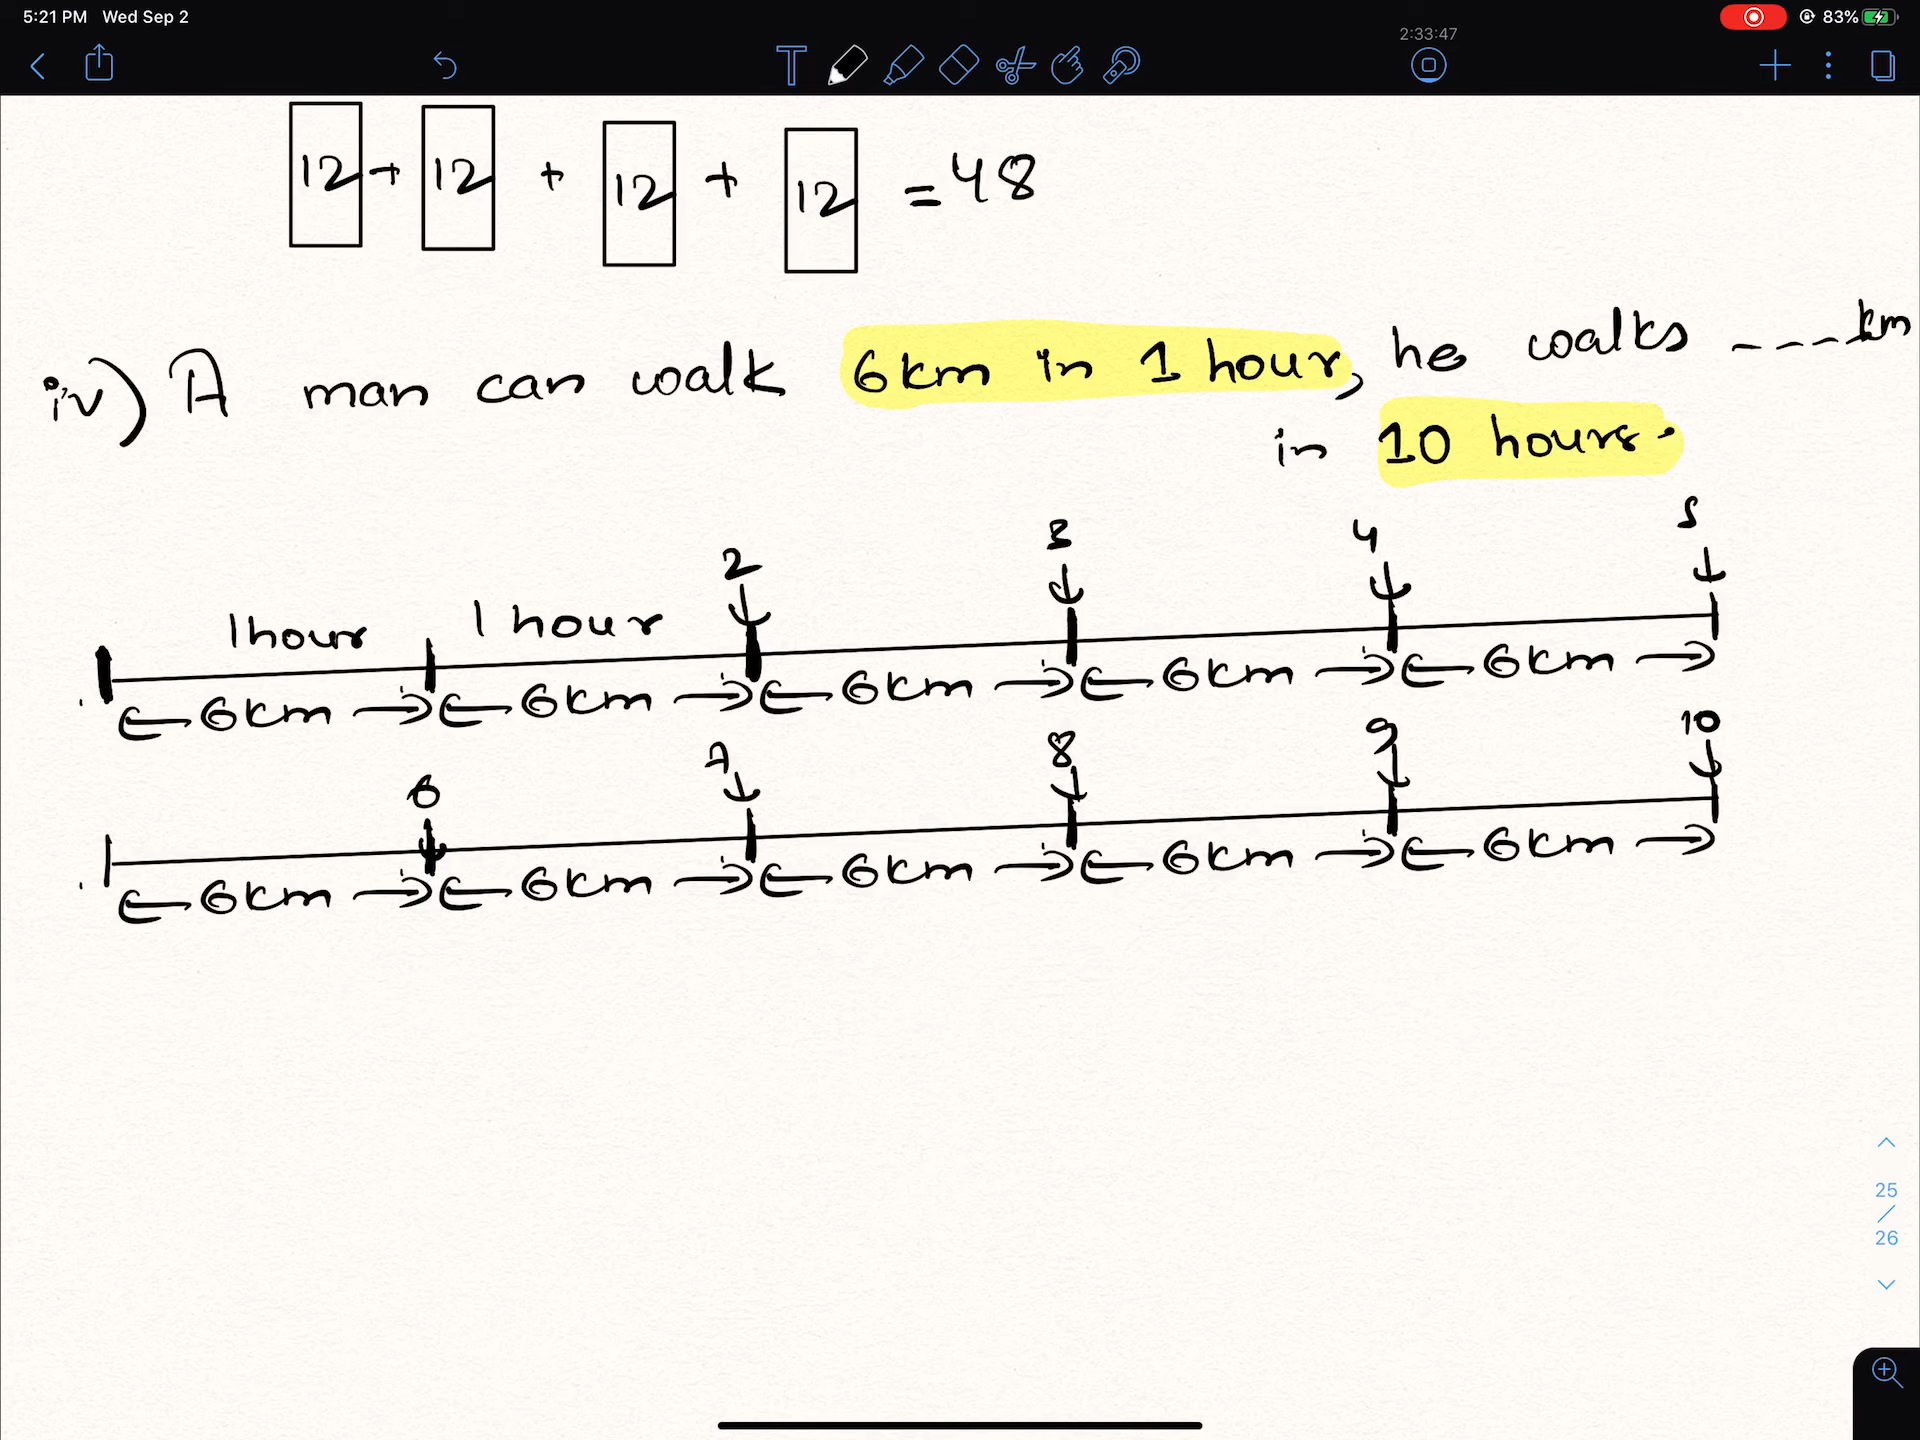 5:21 PM Wed Sep 2
83%
2:33:47
12 + 12 + 12 + 12 = 48
iv) A man can walk 6km in 1 hour, he walks ----km
in 10 hours.
2 3 4 5
1hour 1 hour
6km 6km 6km 6km 6km
6 7 8 9 10
6km 6km 6km 6km 6km
25
/
26